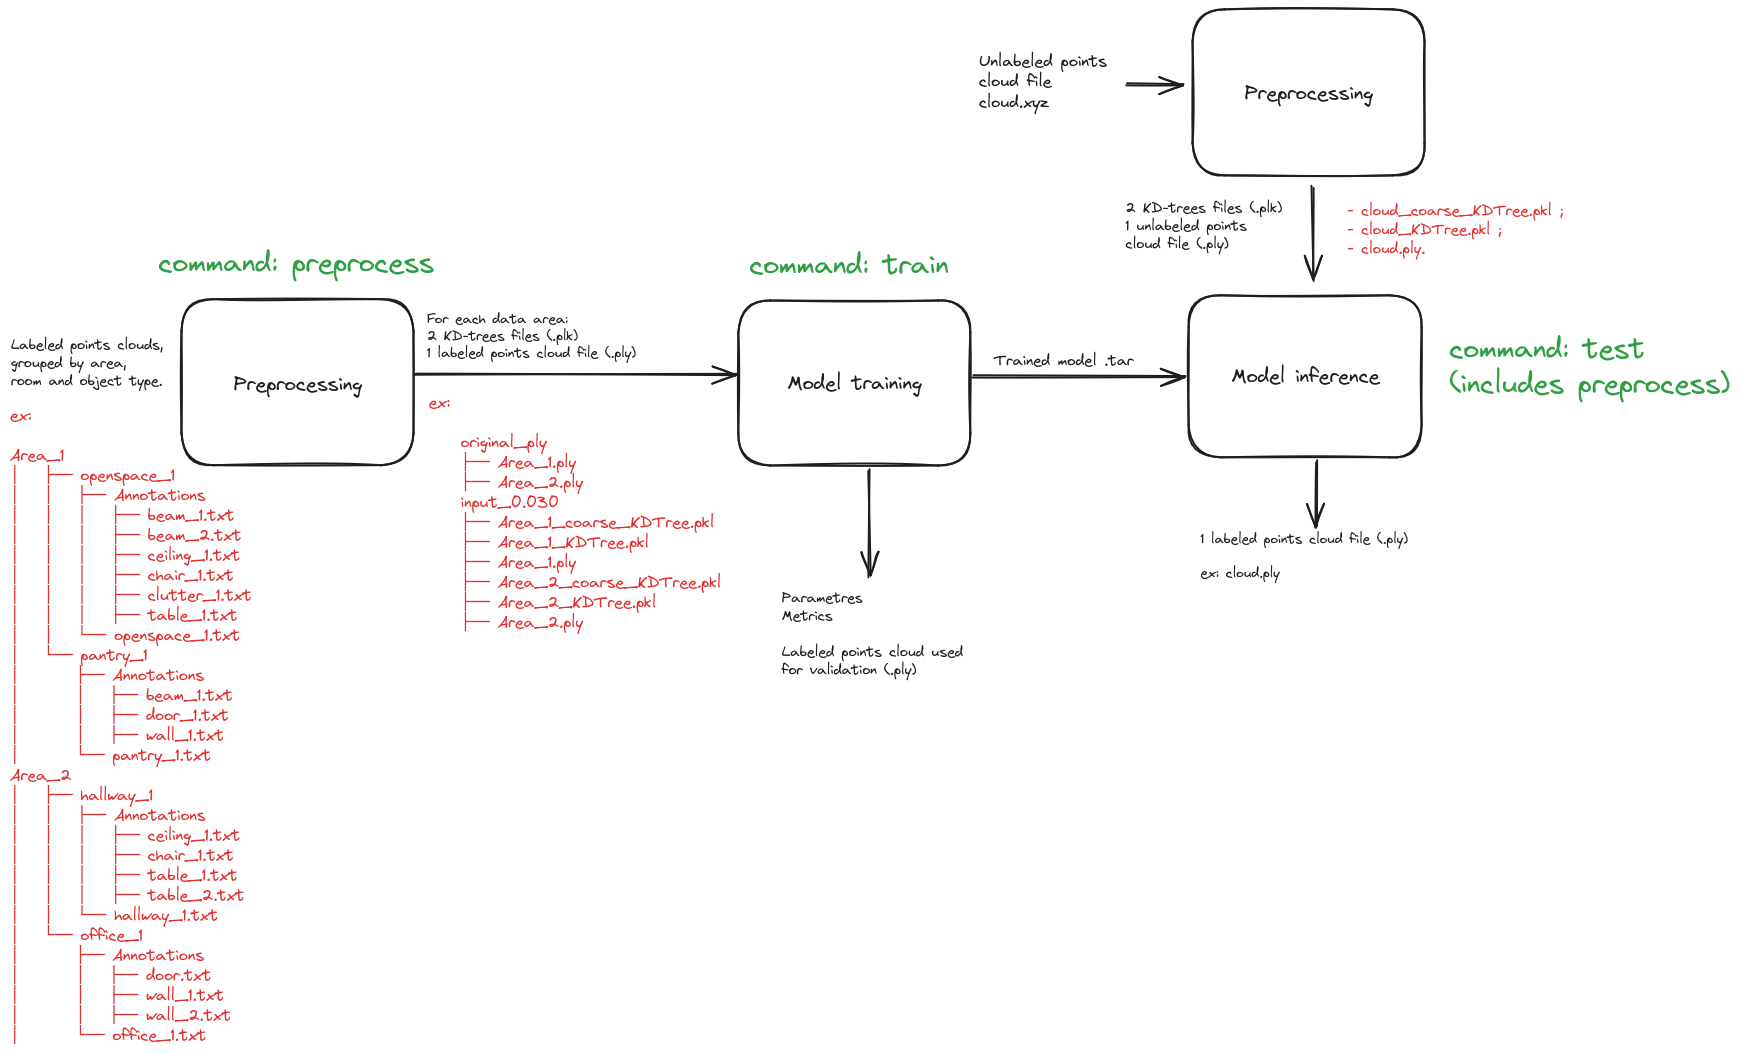 Unlabeled points
cloud file
cloud.xyz
Preprocessing
2 KD-trees files (.plk)
1 unlabeled points
cloud file (.ply)
- cloud_coarse_KDTree.pkl ;
- cloud_KDTree.pkl ;
- cloud.ply.
command: preprocess
Labeled points clouds,
grouped by area,
room and object type.
ex:
Preprocessing
For each data area:
2 KD-trees files (.plk)
1 labeled points cloud file (.ply)
ex:
command: train
Model training
Trained model .tar
Model inference
command: test
(includes preprocess)
Area_1
openspace_1
Annotations
beam_1.txt
beam_2.txt
ceiling_1.txt
chair_1.txt
clutter_1.txt
table_1.txt
openspace_1.txt
pantry_1
Annotations
beam_1.txt
door_1.txt
wall_1.txt
pantry_1.txt
Area_2
hallway_1
Annotations
ceiling_1.txt
chair_1.txt
table_1.txt
table_2.txt
hallway_1.txt
office_1
Annotations
door.txt
wall_1.txt
wall_2.txt
office_1.txt
original_ply
Area_1.ply
Area_2.ply
input_0.030
Area_1_coarse_KDTree.pkl
Area_1_KDTree.pkl
Area_1.ply
Area_2_coarse_KDTree.pkl
Area_2_KDTree.pkl
Area_2.ply
Parametres
Metrics
Labeled points cloud used
for validation (.ply)
1 labeled points cloud file (.ply)
ex: cloud.ply